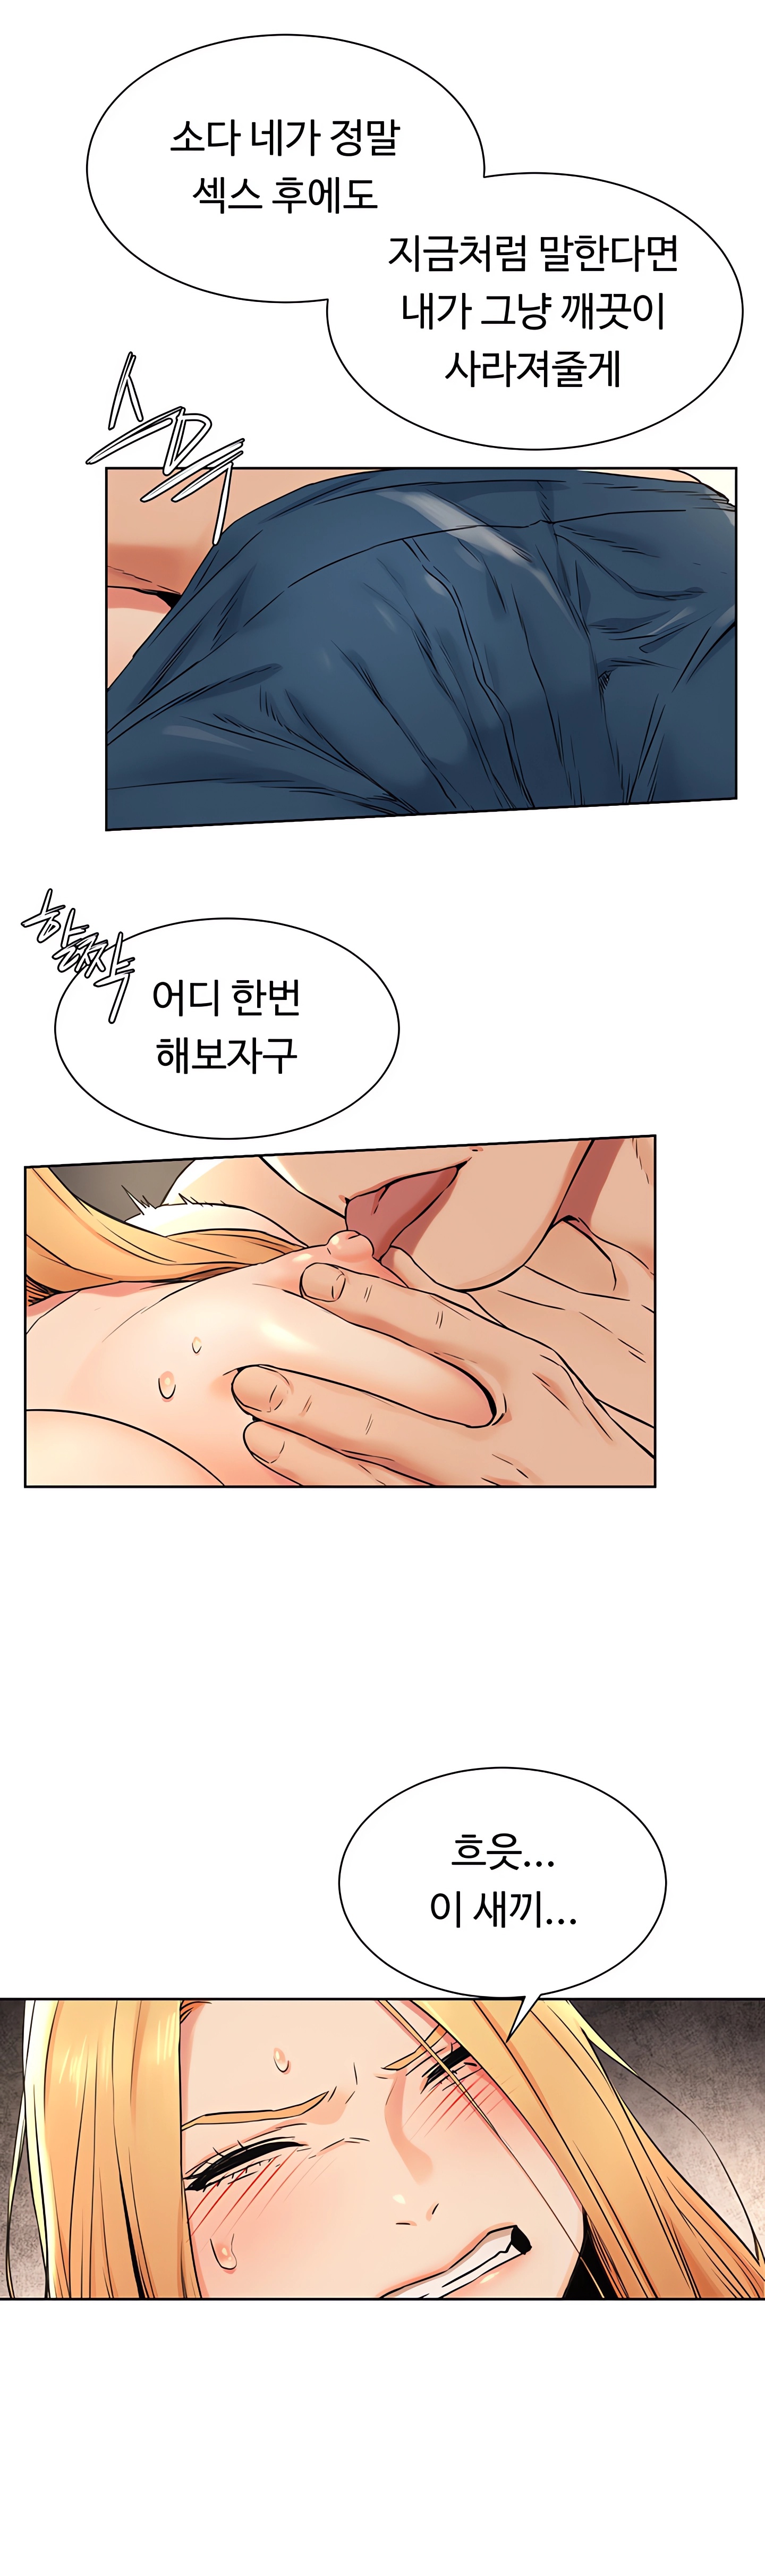 소다 네가 정말
섹스 후에도
지금처럼 말한다면
내가 그냥 깨끗이
사라져줄게
스윽
할짝
어디 한번
해보자구
흐읏...
이 새끼...